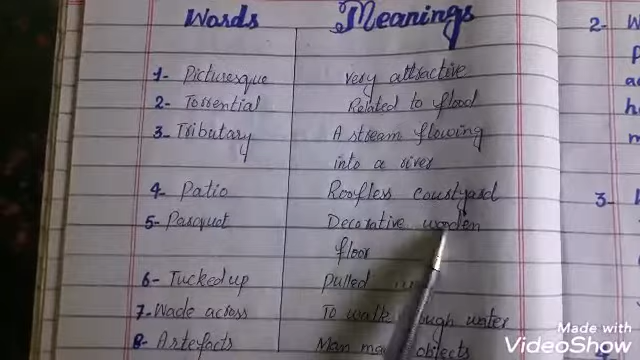 Words Meanings
1- Picturesque very attractive
2- Torrential Related to flood
3- Tributary A stream flowing
into a river
4- Patio Roofless courtyard
5- Parquet Decorative wooden
floor
6- Tucked up Pulled
7- Wade across To walk water
8- Artefacts Man objects
2-
3-
Made with
VideoShow